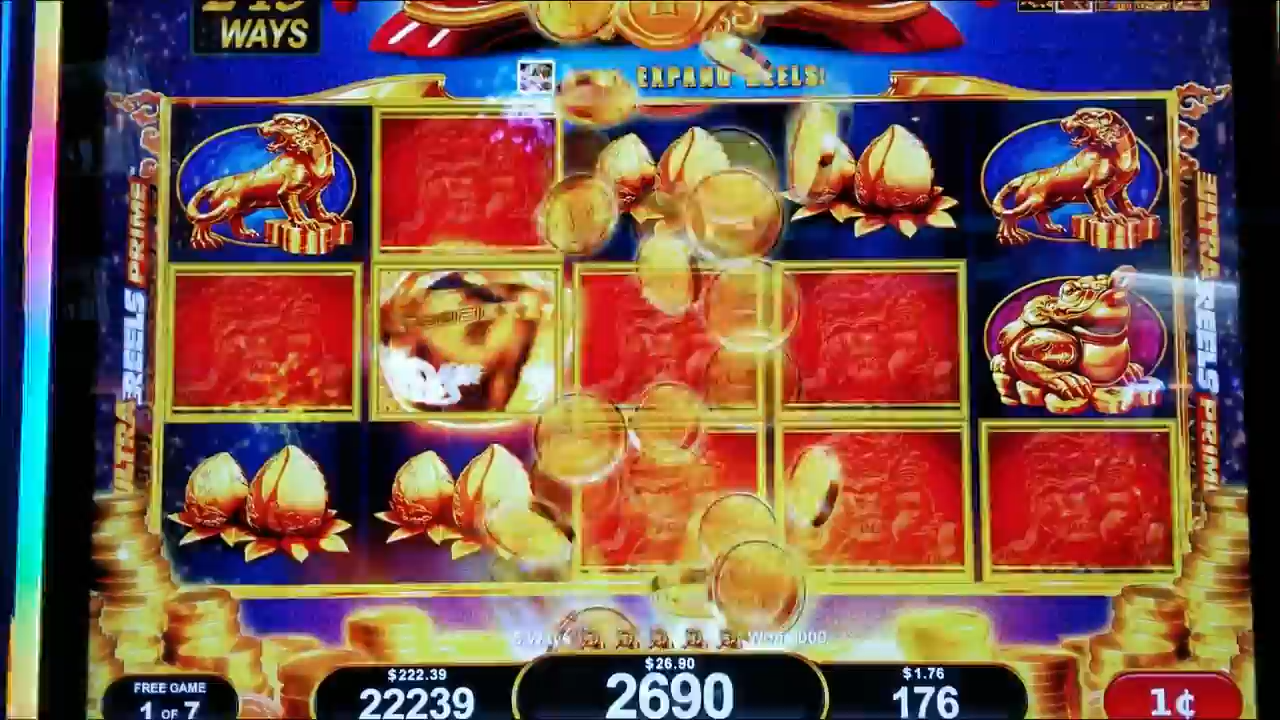 WAYS
EXPAND REELS!
ULTRA REELS PRIME
ULTRA REELS PRIME
FREE GAME
1 OF 7
$222.39
22239
$26.90
2690
$1.76
176
1¢